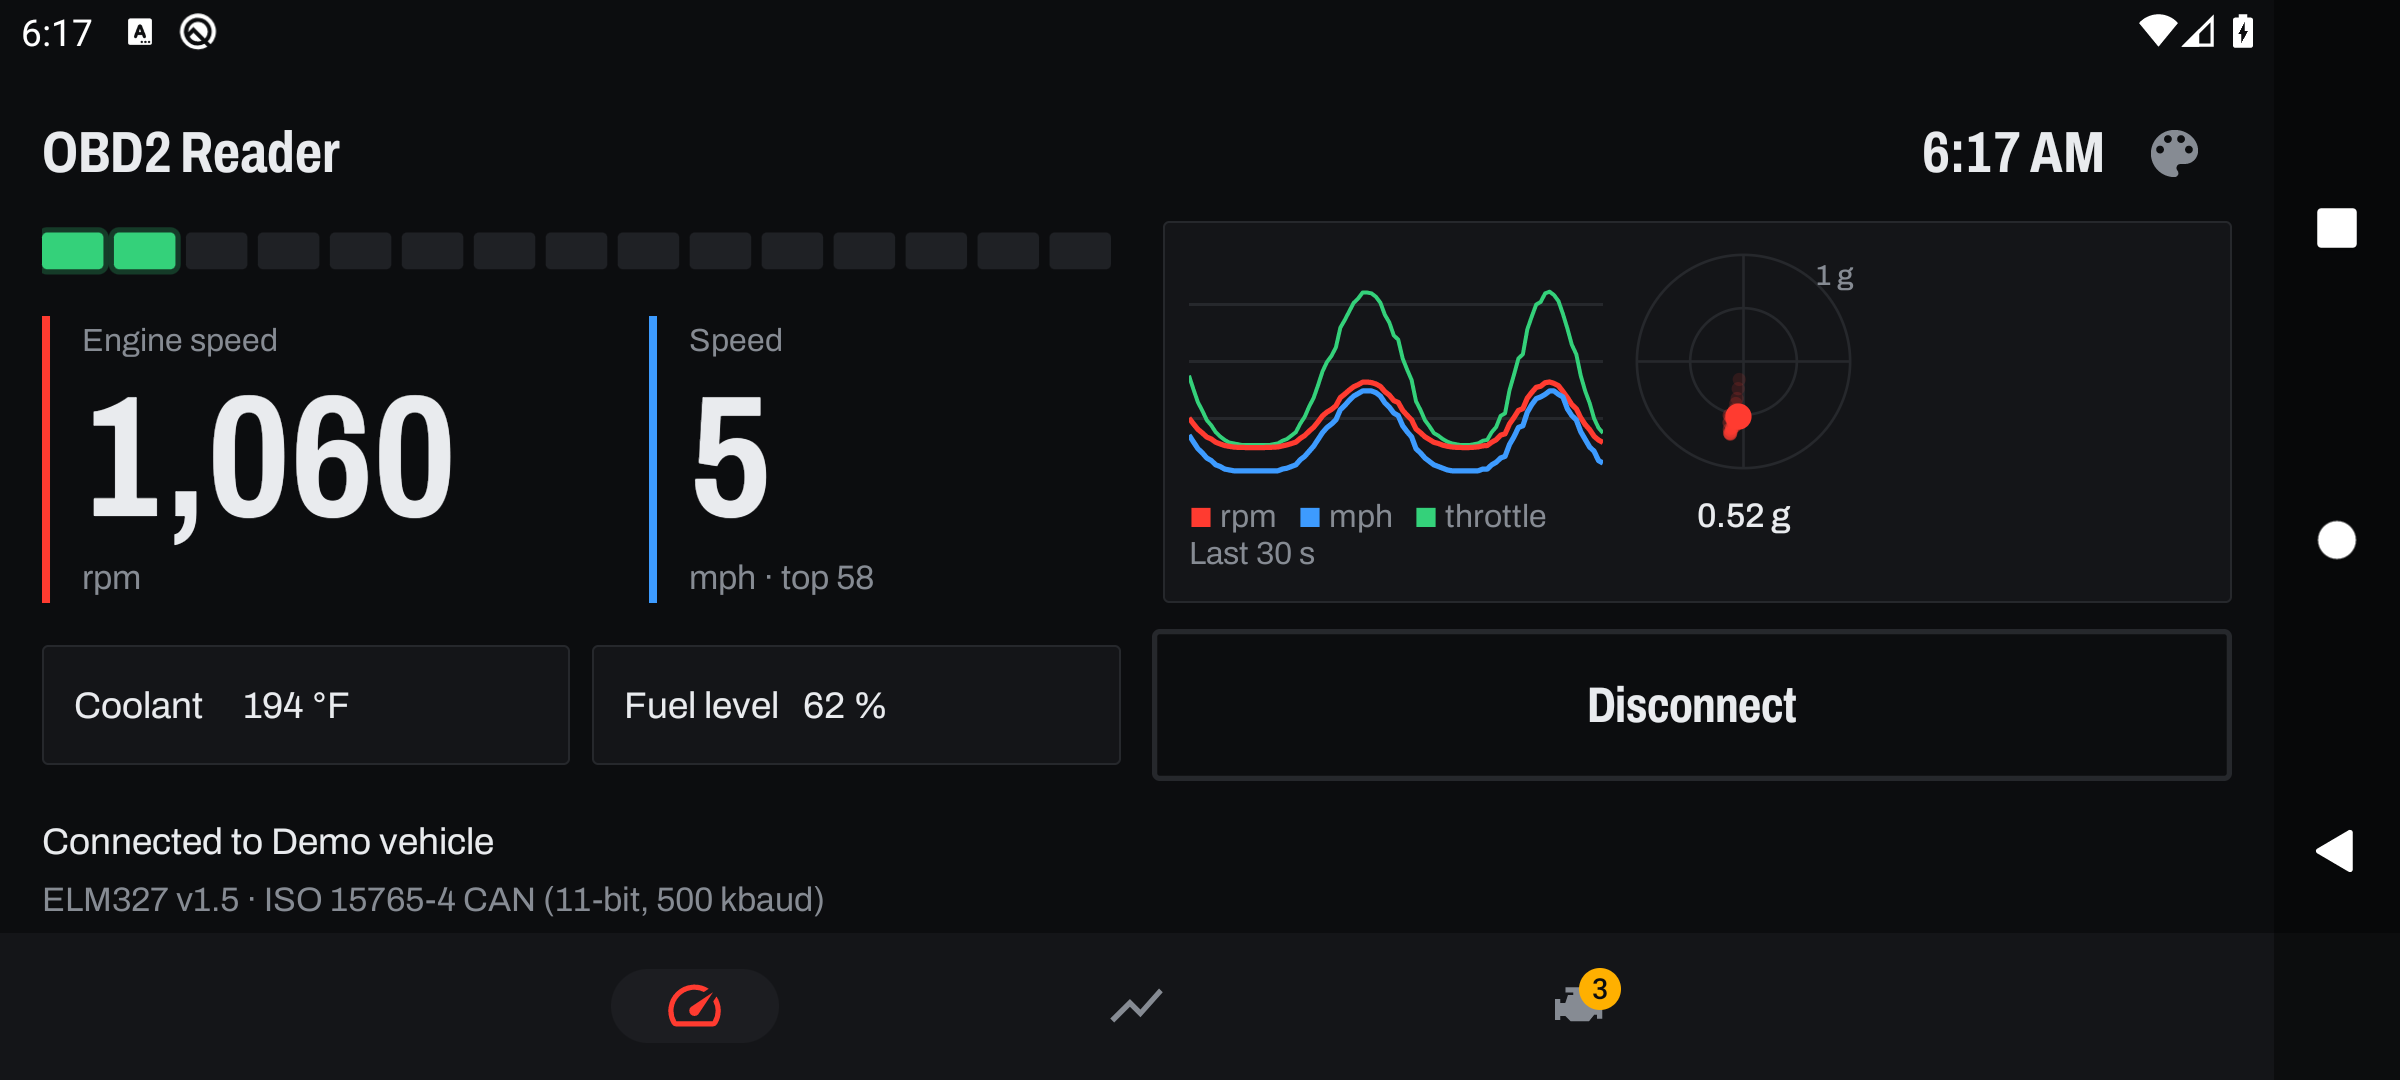 6:17
OBD2 Reader
6:17 AM
Engine speed
1,060
rpm
Speed
5
mph · top 58
1 g
rpm mph throttle
Last 30 s
0.52 g
Coolant 194 °F
Fuel level 62 %
Disconnect
Connected to Demo vehicle
ELM327 v1.5 · ISO 15765-4 CAN (11-bit, 500 kbaud)
3